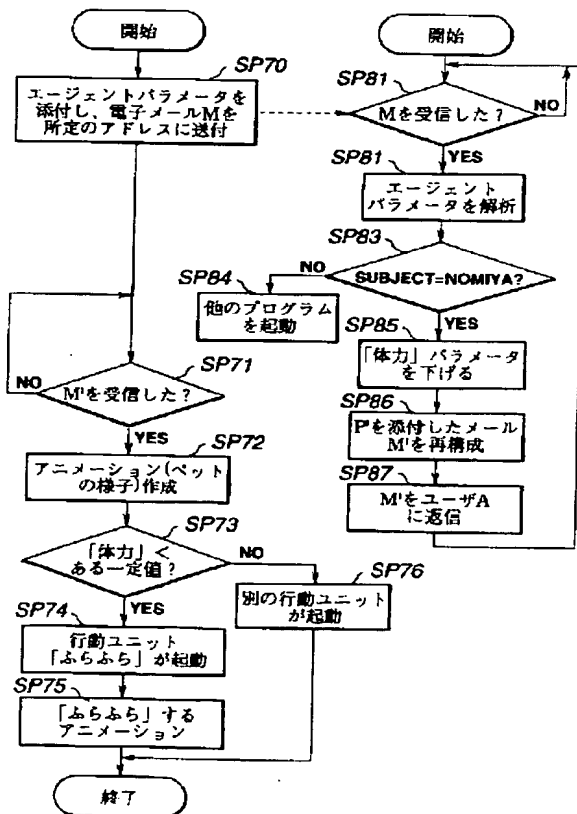 開始
SP70
エージェントパラメータを
添付し、電子メールMを
所定のアドレスに送付
NO
SP71
M'を受信した？
YES
SP72
アニメーション(ペット
の様子)作成
SP73
「体力」<
ある一定値？
NO
YES
SP76
別の行動ユニット
が起動
SP74
行動ユニット
「ふらふら」が起動
SP75
「ふらふら」する
アニメーション
終了
開始
SP81
Mを受信した？
NO
YES
SP81
エージェント
パラメータを解析
SP83
SUBJECT=NOMIYA?
NO
SP84
他のプログラム
を起動
YES
SP85
「体力」パラメータ
を下げる
SP86
P'を添付したメール
M'を再構成
SP87
M'をユーザA
に返信